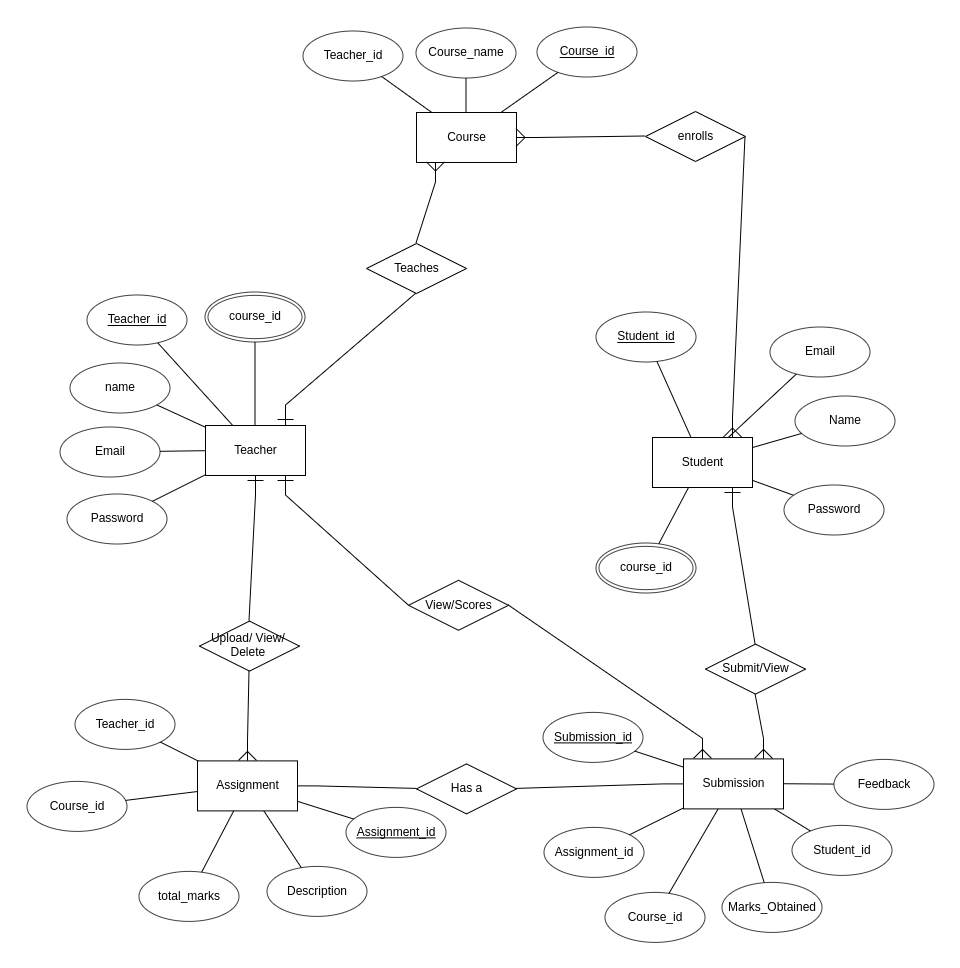 Teacher_id
Course_name
Course_id
Course
enrolls
Teaches
Teacher_id
course_id
name
Email
Password
Teacher
Student_id
Email
Name
Student
Password
course_id
View/Scores
Upload/ View/
Delete
Submit/View
Teacher_id
Course_id
Assignment
Has a
Assignment_id
total_marks
Description
Submission_id
Submission
Feedback
Assignment_id
Student_id
Course_id
Marks_Obtained